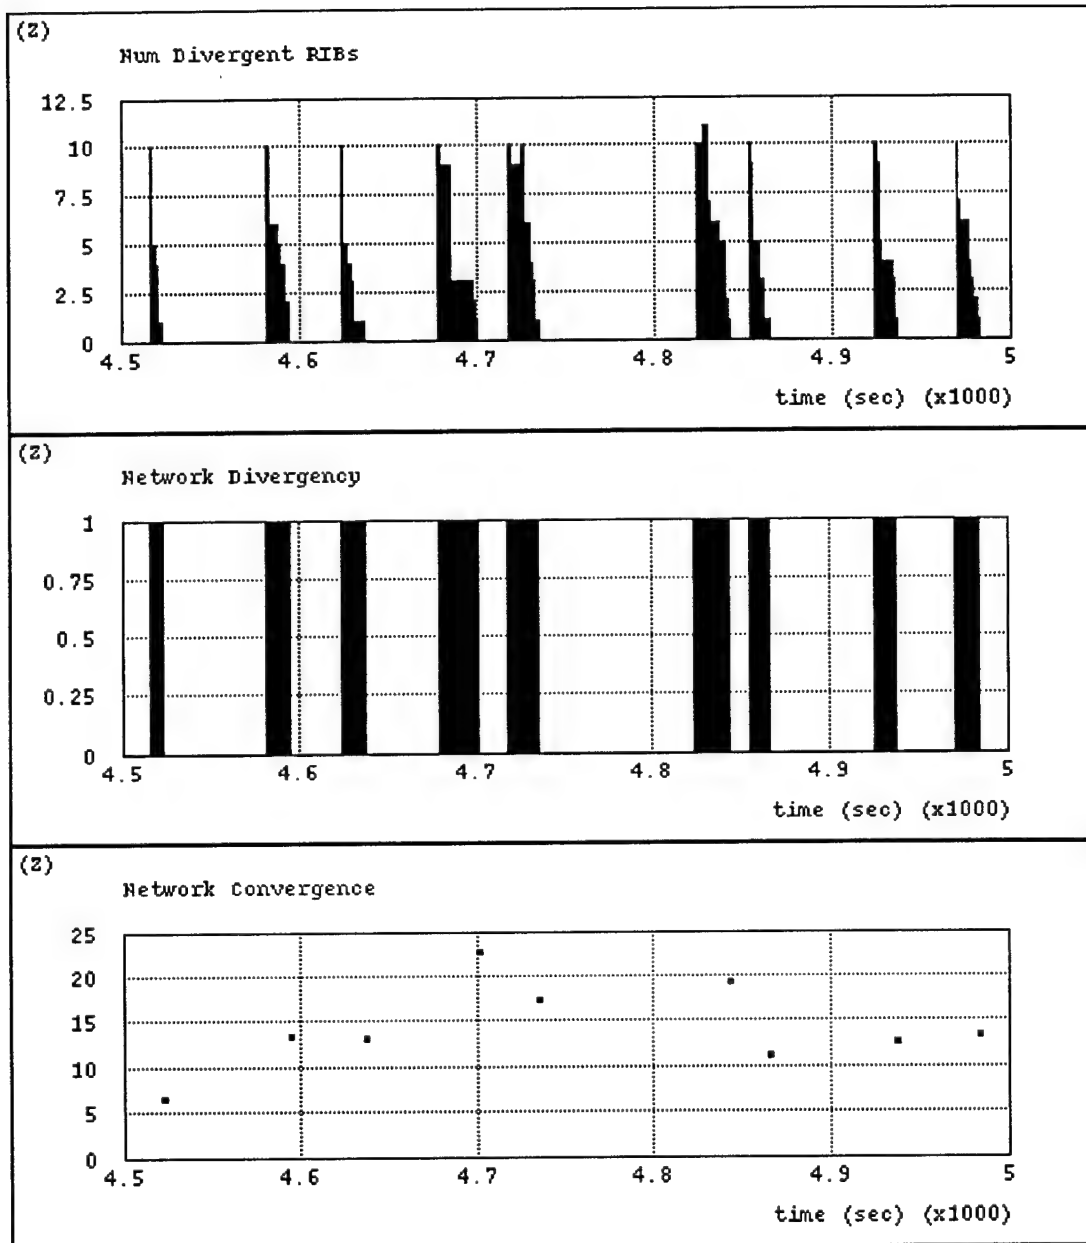 (Z)
Num Divergent RIBs
12.5
10
7.5
5
2.5
0
4.5 4.6 4.7 4.8 4.9 5
time (sec) (x1000)
(Z)
Network Divergency
1
0.75
0.5
0.25
0
4.5 4.6 4.7 4.8 4.9 5
time (sec) (x1000)
(Z)
Network Convergence
25
20
15
10
5
0
4.5 4.6 4.7 4.8 4.9 5
time (sec) (x1000)